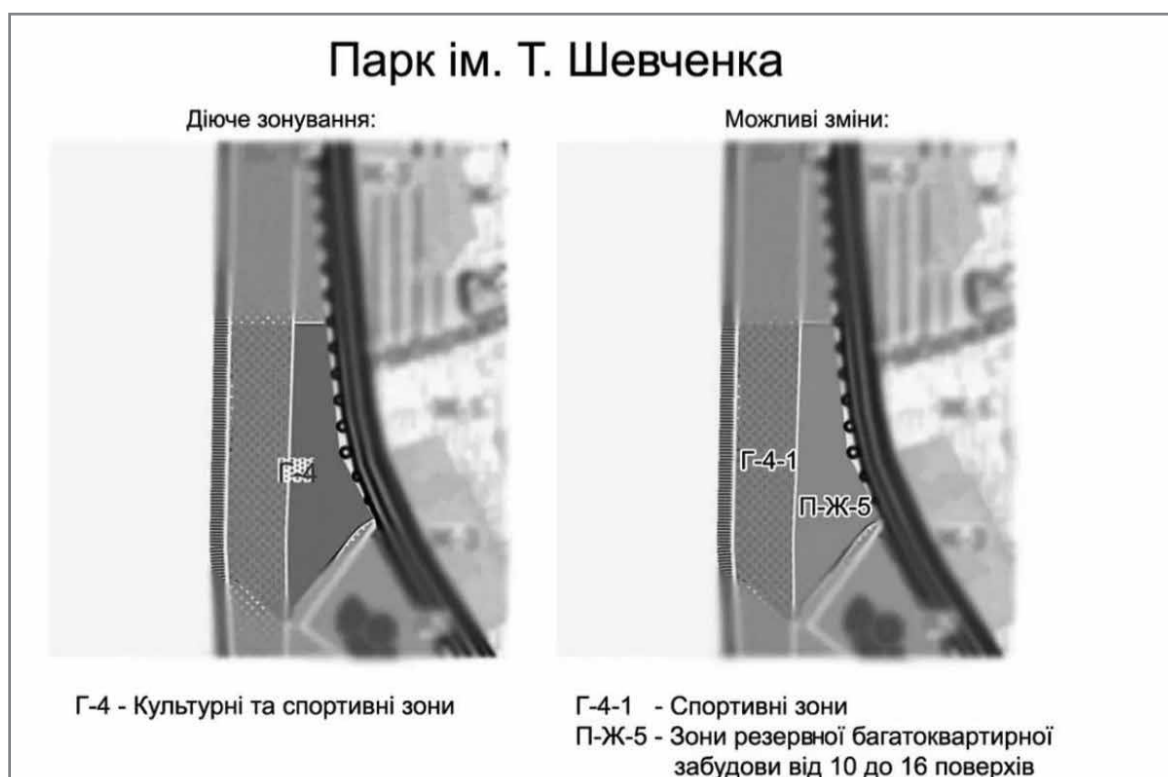 Парк ім. Т. Шевченка
Діюче зонування:
Можливі зміни:
Г-4
Г-4-1
П-Ж-5
Г-4 - Культурні та спортивні зони
Г-4-1 - Спортивні зони
П-Ж-5 - Зони резервної багатоквартирної
забудови від 10 до 16 поверхів